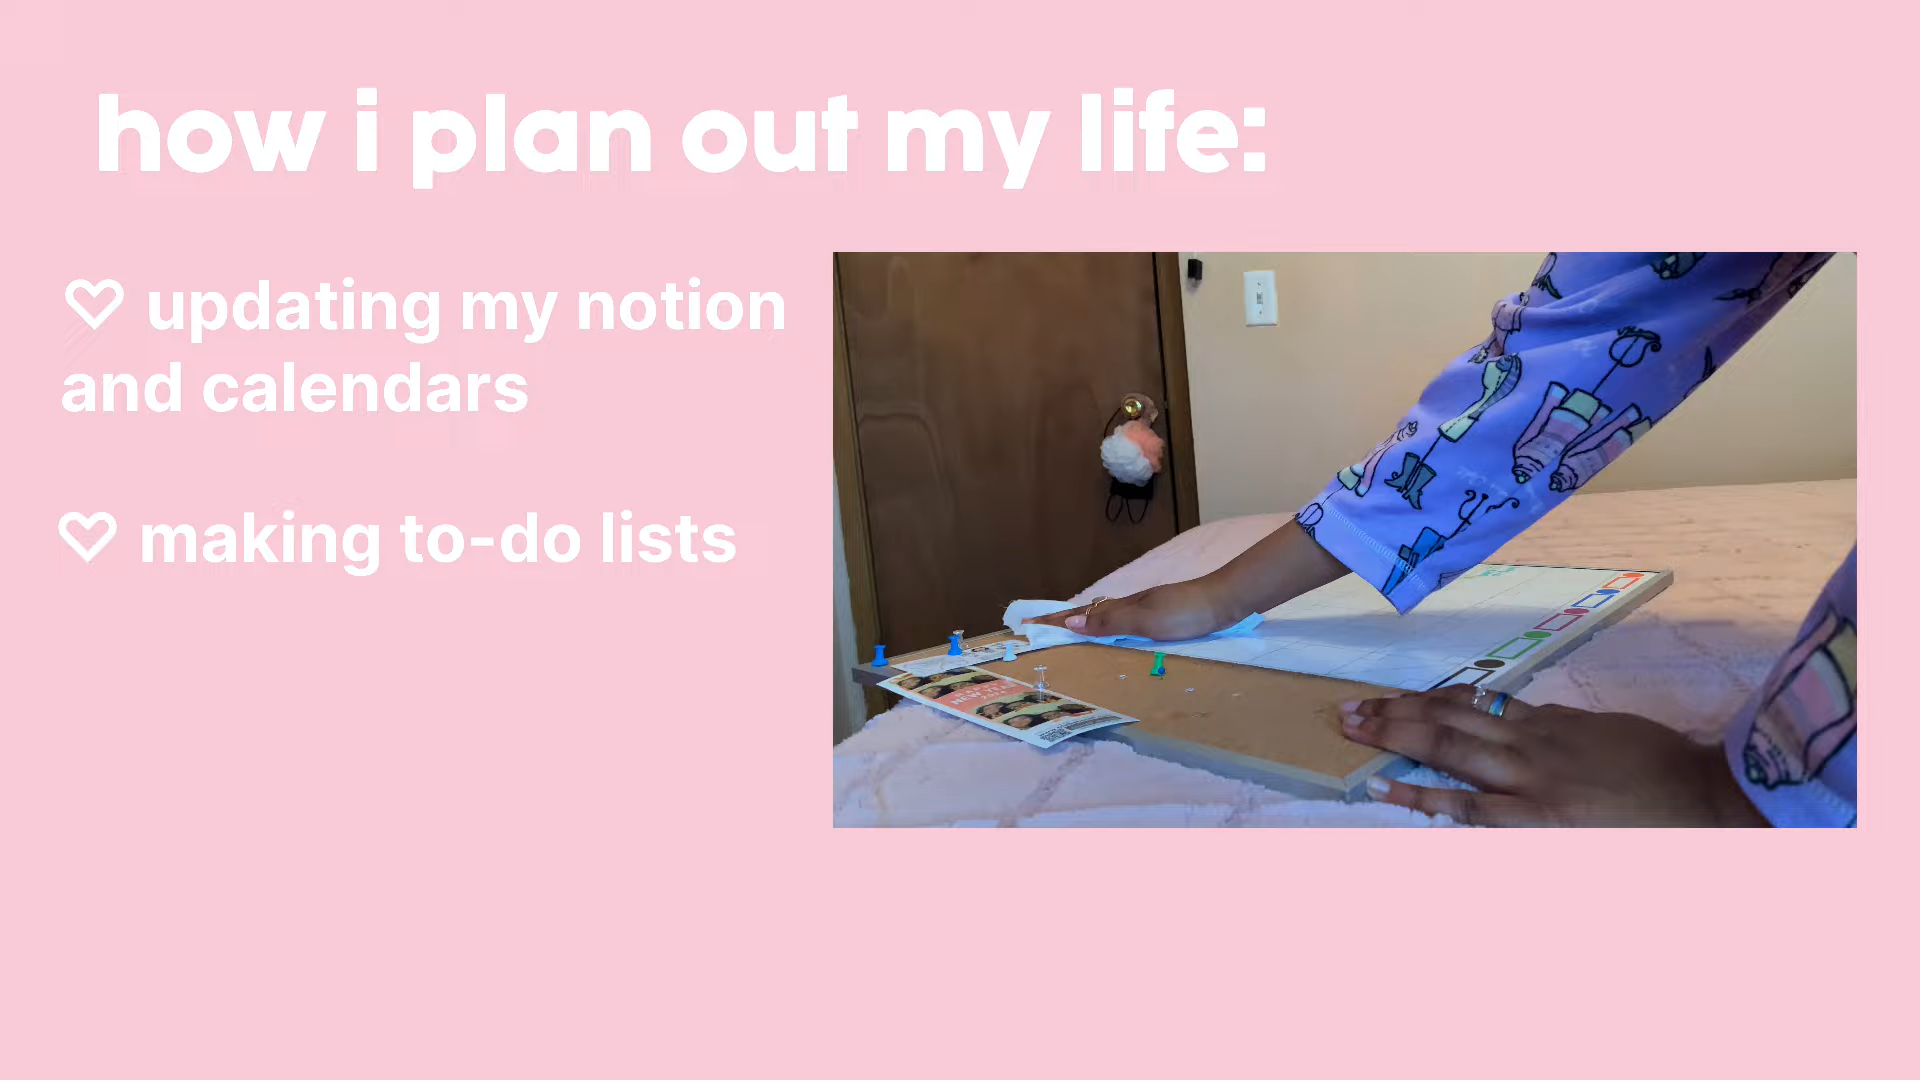 how i plan out my life:
♡ updating my notion
and calendars
♡ making to-do lists